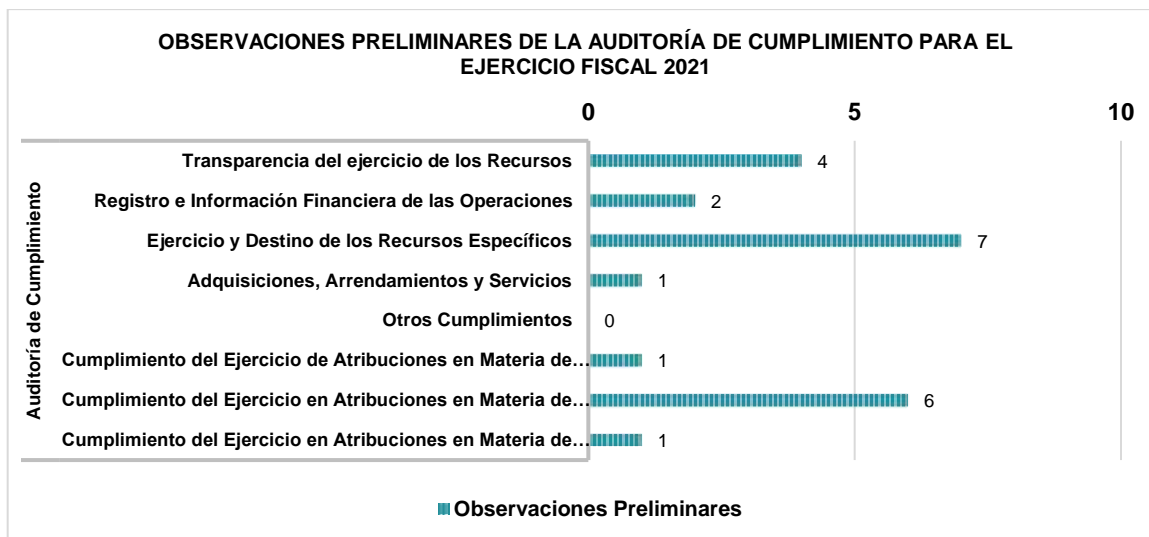 OBSERVACIONES PRELIMINARES DE LA AUDITORÍA DE CUMPLIMIENTO PARA EL
EJERCICIO FISCAL 2021
0 5 10
Auditoría de Cumplimiento
Transparencia del ejercicio de los Recursos 4
Registro e Información Financiera de las Operaciones 2
Ejercicio y Destino de los Recursos Específicos 7
Adquisiciones, Arrendamientos y Servicios 1
Otros Cumplimientos 0
Cumplimiento del Ejercicio de Atribuciones en Materia de… 1
Cumplimiento del Ejercicio en Atribuciones en Materia de… 6
Cumplimiento del Ejercicio en Atribuciones en Materia de… 1
Observaciones Preliminares